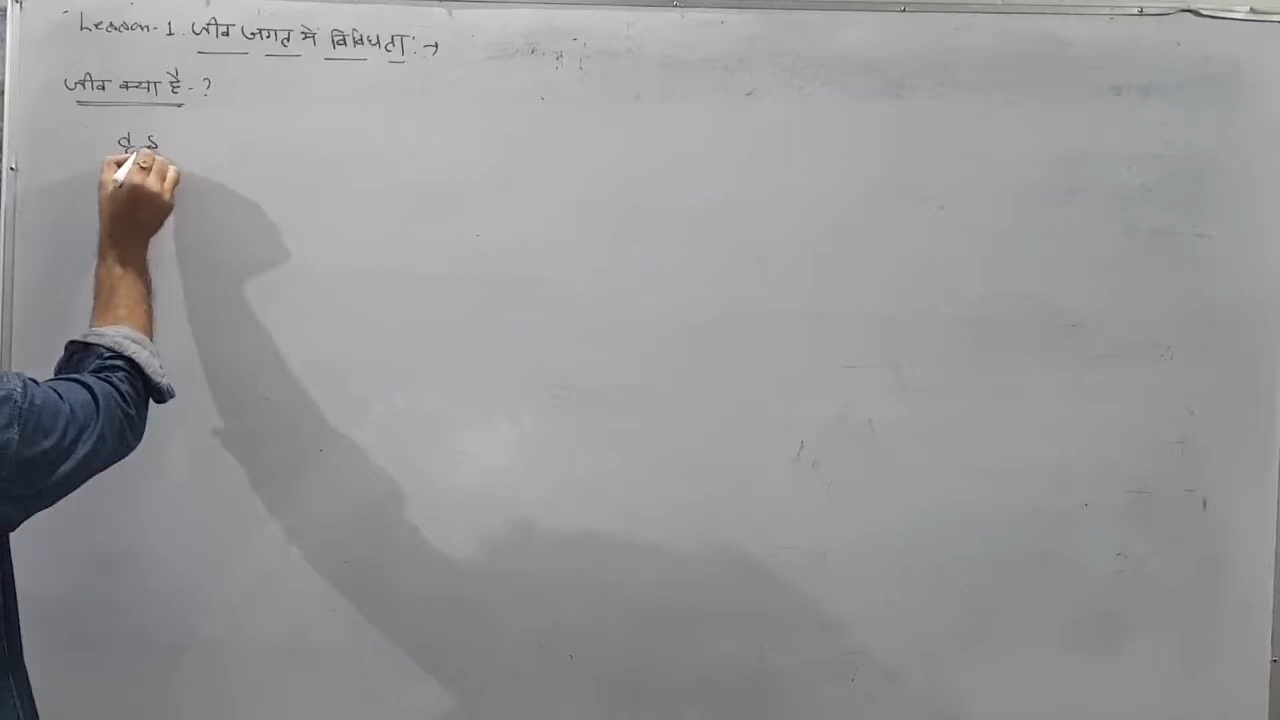 Lesson-1. जीव जगत में विविधता :→
जीव क्या है - ?